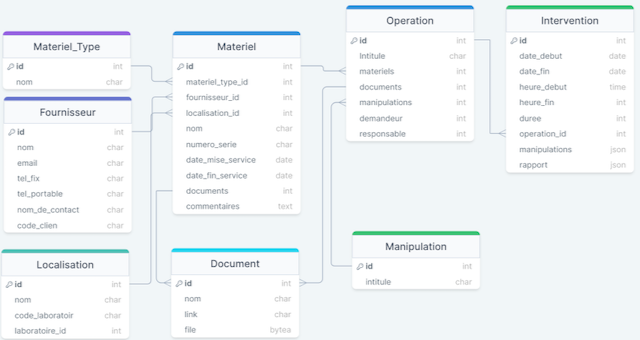 Materiel_Type
id int
nom char
Fournisseur
id int
nom char
email char
tel_fix char
tel_portable char
nom_de_contact char
code_clien char
Localisation
id int
nom char
code_laboratoir char
laboratoire_id int
Materiel
id int
materiel_type_id int
fournisseur_id int
localisation_id int
nom char
numero_serie char
date_mise_service date
date_fin_service date
documents int
commentaires text
Document
id int
nom char
link char
file bytea
Operation
id int
Intitule char
materiels int
documents int
manipulations int
demandeur int
responsable int
Manipulation
id int
intitule char
Intervention
id int
date_debut date
date_fin date
heure_debut time
heure_fin int
duree int
operation_id int
manipulations json
rapport json